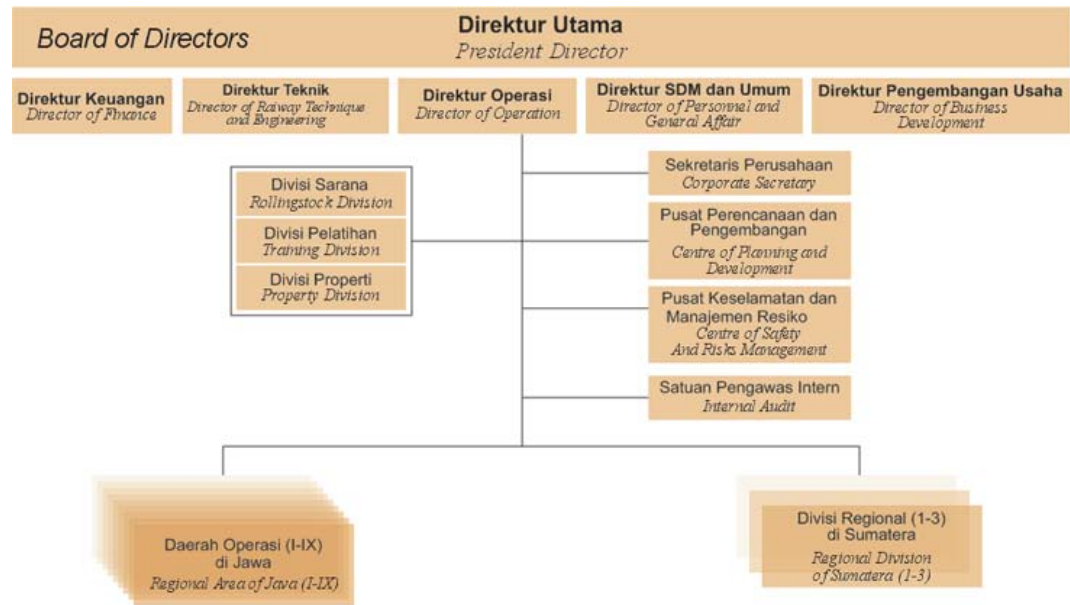 Board of Directors
Direktur Utama
President Director
Direktur Keuangan
Director of Finance
Direktur Teknik
Director of Raiway Technique
and Engineering
Direktur Operasi
Director of Operation
Direktur SDM dan Umum
Director of Personnel and
General Affair
Direktur Pengembangan Usaha
Director of Business
Development
Divisi Sarana
Rollingstock Division
Divisi Pelatihan
Training Division
Divisi Properti
Property Division
Sekretaris Perusahaan
Corporate Secretary
Pusat Perencanaan dan
Pengembangan
Centre of Planning and
Development
Pusat Keselamatan dan
Manajemen Resiko
Centre of Safety
And Risks Management
Satuan Pengawas Intern
Internal Audit
Daerah Operasi (I-IX)
di Jawa
Regional Area of Java (I-IX)
Divisi Regional (1-3)
di Sumatera
Regional Division
of Sumatera (1-3)